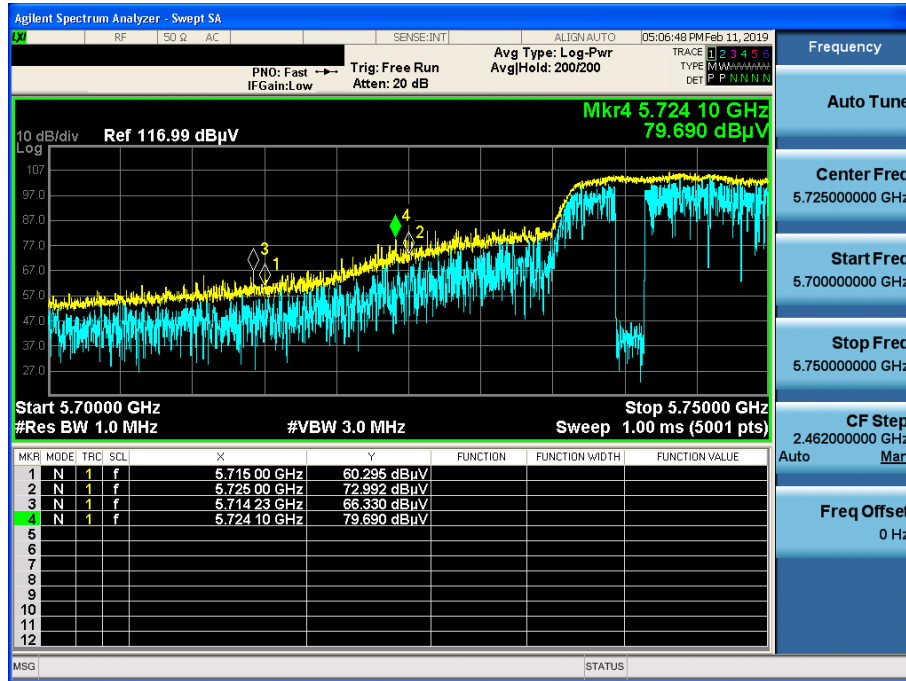 Agilent Spectrum Analyzer - Swept SA
LXI RF 50 Ω AC SENSE:INT ALIGN AUTO 05:06:48 PM Feb 11, 2019
PNO: Fast Trig: Free Run Avg Type: Log-Pwr TRACE 1 2 3 4 5 6
IFGain:Low Atten: 20 dB Avg|Hold: 200/200 TYPE M W
DET P P N N N N
Mkr4 5.724 10 GHz
10 dB/div Ref 116.99 dBµV 79.690 dBµV
Log
107
97.0
87.0
77.0
67.0
57.0
47.0
37.0
27.0
4
2
3
1
Start 5.70000 GHz Stop 5.75000 GHz
#Res BW 1.0 MHz #VBW 3.0 MHz Sweep 1.00 ms (5001 pts)
MKR MODE TRC SCL X Y FUNCTION FUNCTION WIDTH FUNCTION VALUE
1 N 1 f 5.715 00 GHz 60.295 dBµV
2 N 1 f 5.725 00 GHz 72.992 dBµV
3 N 1 f 5.714 23 GHz 66.330 dBµV
4 N 1 f 5.724 10 GHz 79.690 dBµV
5
6
7
8
9
10
11
12
MSG STATUS
Frequency
Auto Tune
Center Freq
5.725000000 GHz
Start Freq
5.700000000 GHz
Stop Freq
5.750000000 GHz
CF Step
2.462000000 GHz
Auto Man
Freq Offset
0 Hz